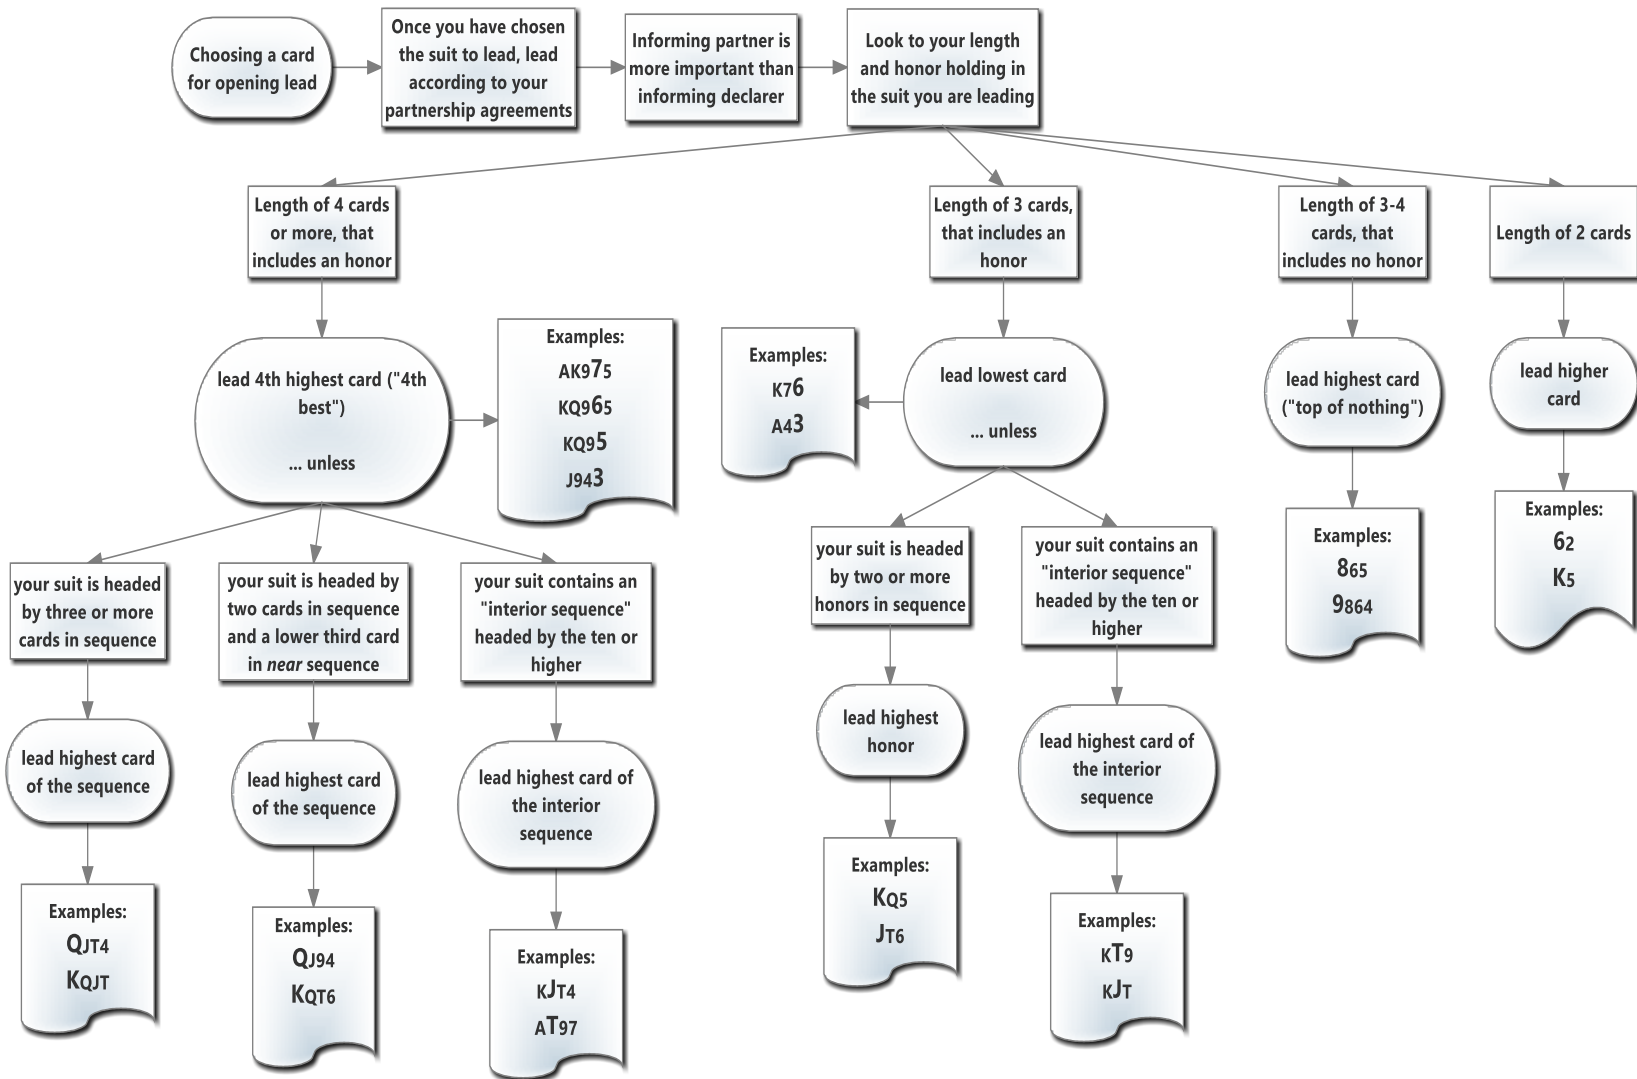 Choosing a card
for opening lead
Once you have chosen
the suit to lead, lead
according to your
partnership agreements
Informing partner is
more important than
informing declarer
Look to your length
and honor holding in
the suit you are leading
Length of 4 cards
or more, that
includes an honor
Length of 3 cards,
that includes an
honor
Length of 3-4
cards, that
includes no honor
Length of 2 cards
lead 4th highest card ("4th
best")
... unless
Examples:
AK975
KQ965
KQ95
J943
Examples:
K76
A43
lead lowest card
... unless
lead highest card
("top of nothing")
lead higher
card
your suit is headed
by three or more
cards in sequence
your suit is headed by
two cards in sequence
and a lower third card
in near sequence
your suit contains an
"interior sequence"
headed by the ten or
higher
your suit is headed
by two or more
honors in sequence
your suit contains an
"interior sequence"
headed by the ten or
higher
Examples:
865
9864
Examples:
62
K5
lead highest card
of the sequence
lead highest card
of the sequence
lead highest card of
the interior
sequence
lead highest
honor
lead highest card of
the interior
sequence
Examples:
QJT4
KQJT
Examples:
QJ94
KQT6
Examples:
KJT4
AT97
Examples:
KQ5
JT6
Examples:
KT9
KJT